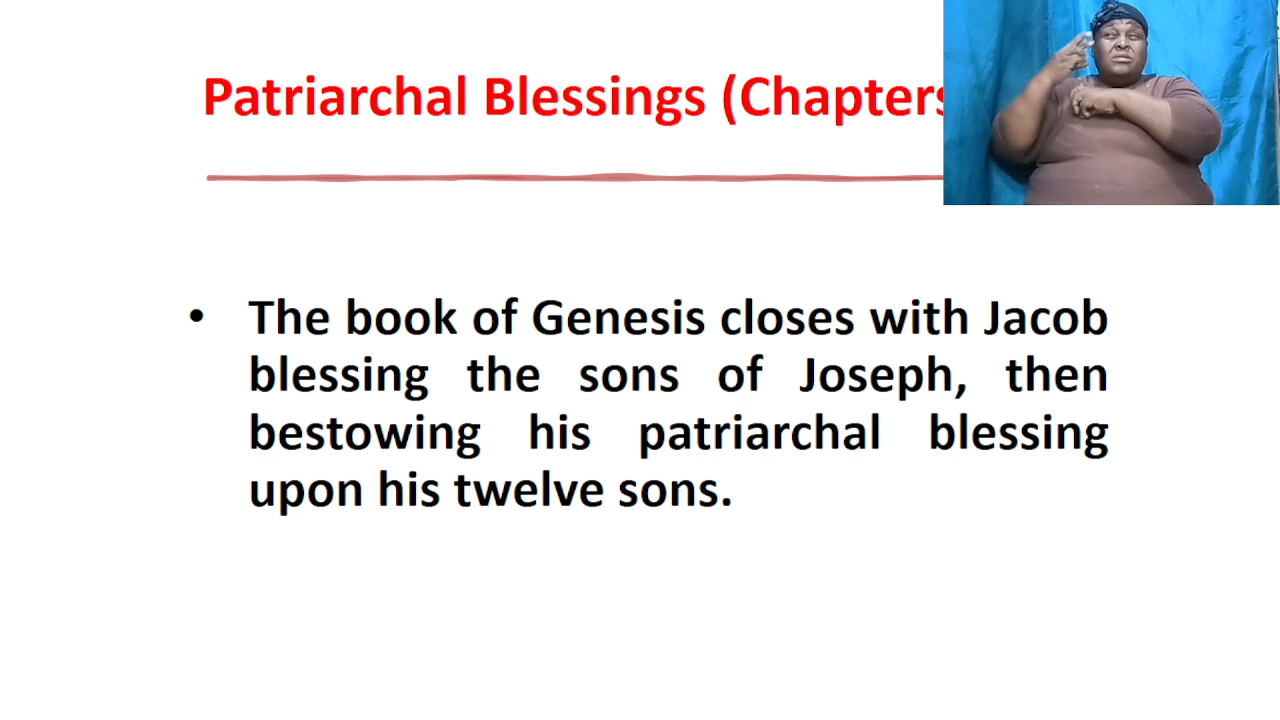 Patriarchal Blessings (Chapters
• The book of Genesis closes with Jacob
blessing the sons of Joseph, then
bestowing his patriarchal blessing
upon his twelve sons.